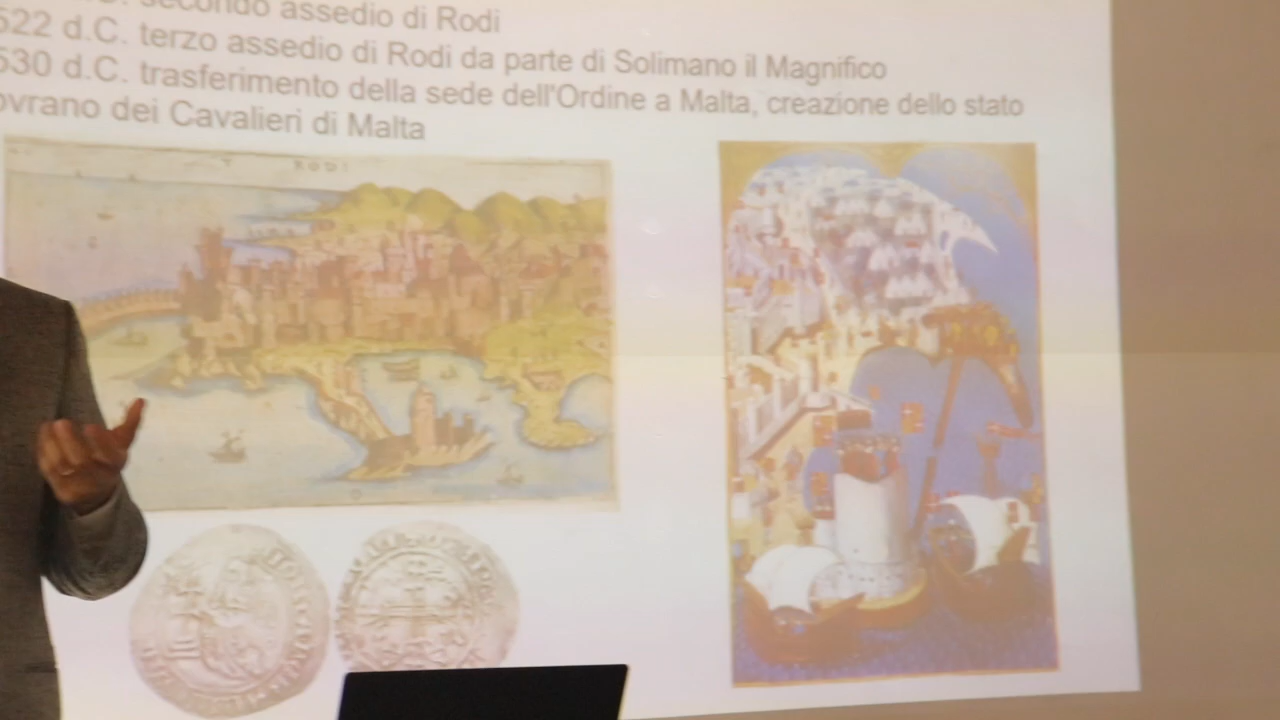 secondo assedio di Rodi
522 d.C. terzo assedio di Rodi da parte di Solimano il Magnifico
530 d.C. trasferimento della sede dell'Ordine a Malta, creazione dello stato
ovrano dei Cavalieri di Malta
RODI